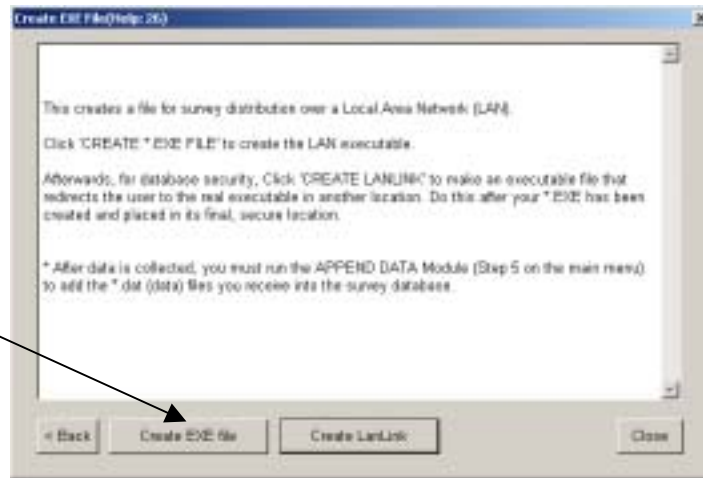 Create EXE File(Help: 26)
This creates a file for survey distribution over a Local Area Network (LAN).
Click 'CREATE *.EXE FILE' to create the LAN executable.
Afterwards, for database security, Click 'CREATE LANLINK' to make an executable file that
redirects the user to the real executable in another location. Do this after your *.EXE has been
created and placed in its final, secure location.
* After data is collected, you must run the APPEND DATA Module (Step 5 on the main menu)
to add the *.dat (data) files you receive into the survey database.
< Back
Create EXE file
Create LanLink
Close